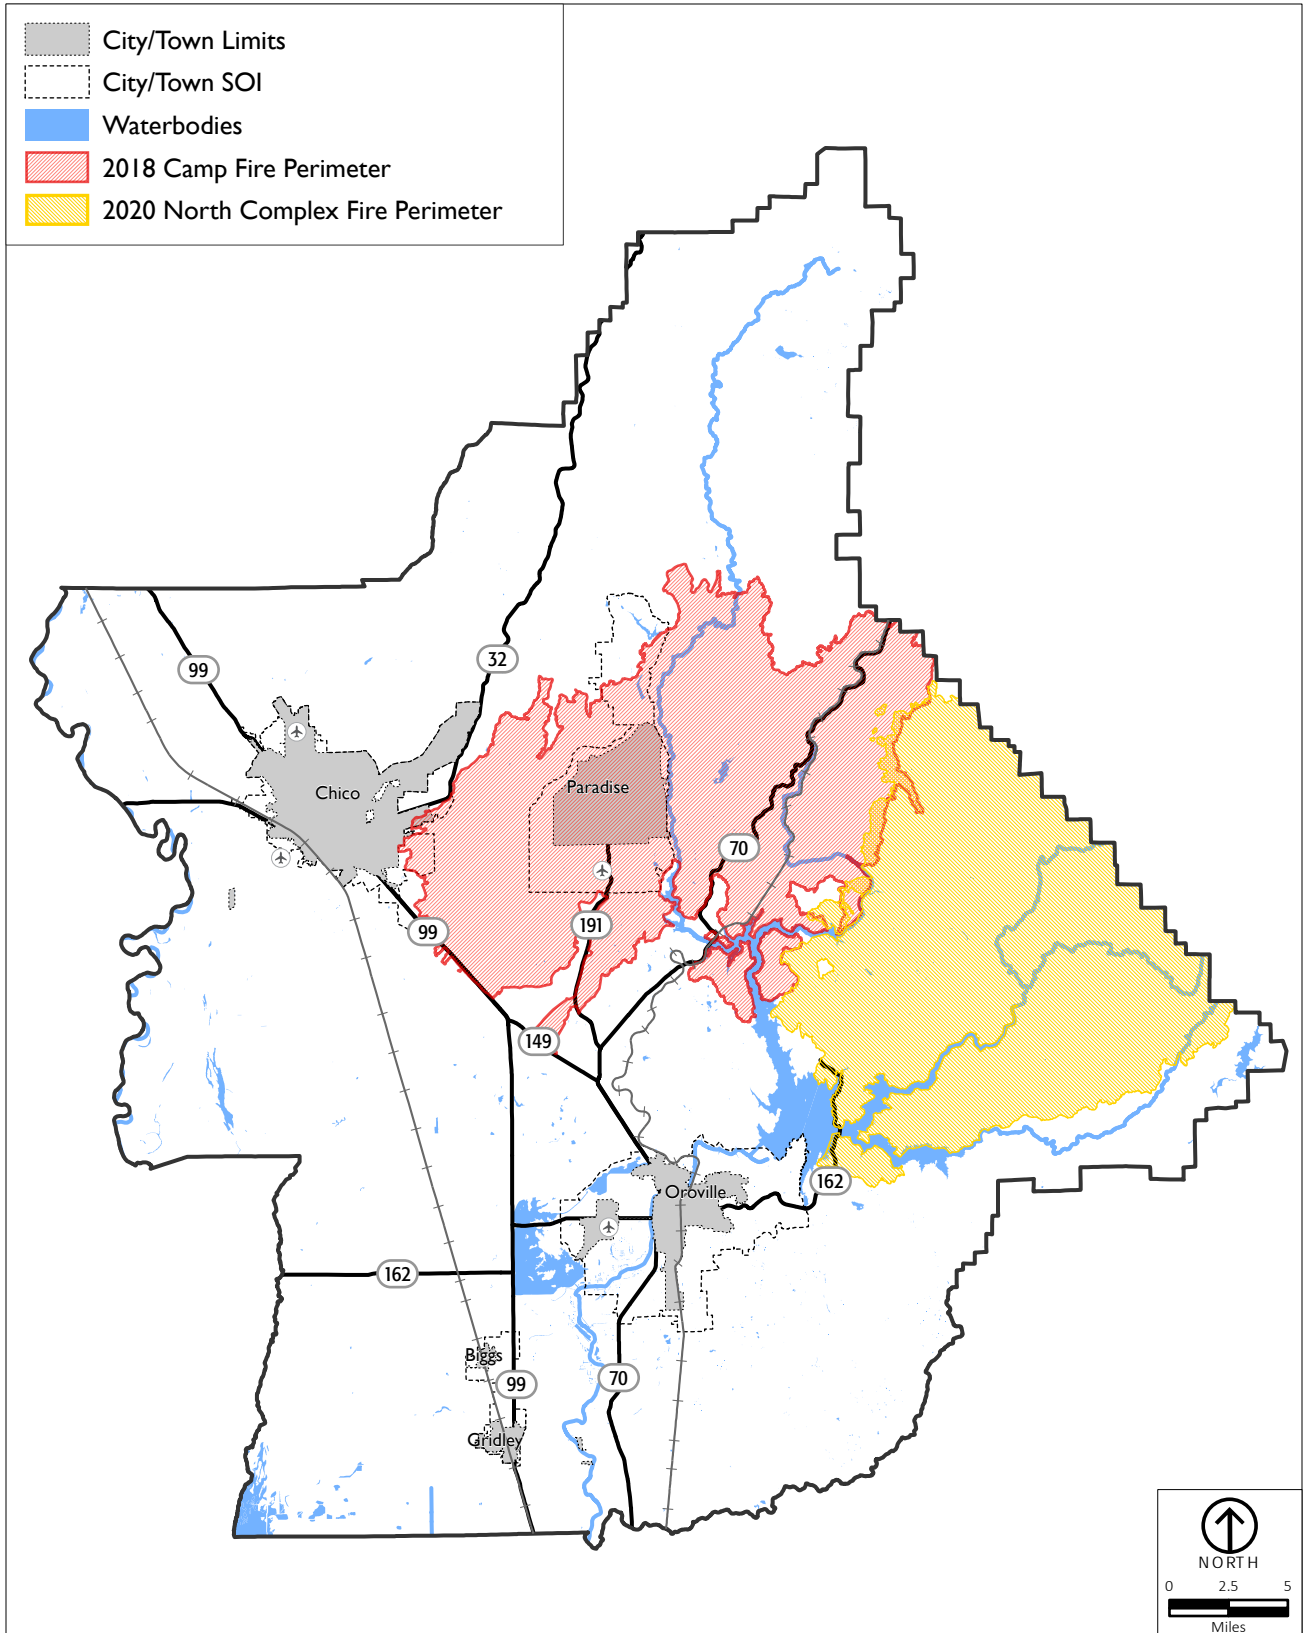 City/Town Limits
City/Town SOI
Waterbodies
2018 Camp Fire Perimeter
2020 North Complex Fire Perimeter
99
32
Chico
Paradise
70
99
191
149
162
Oroville
162
Biggs
99
70
Gridley
NORTH
0 2.5 5
Miles